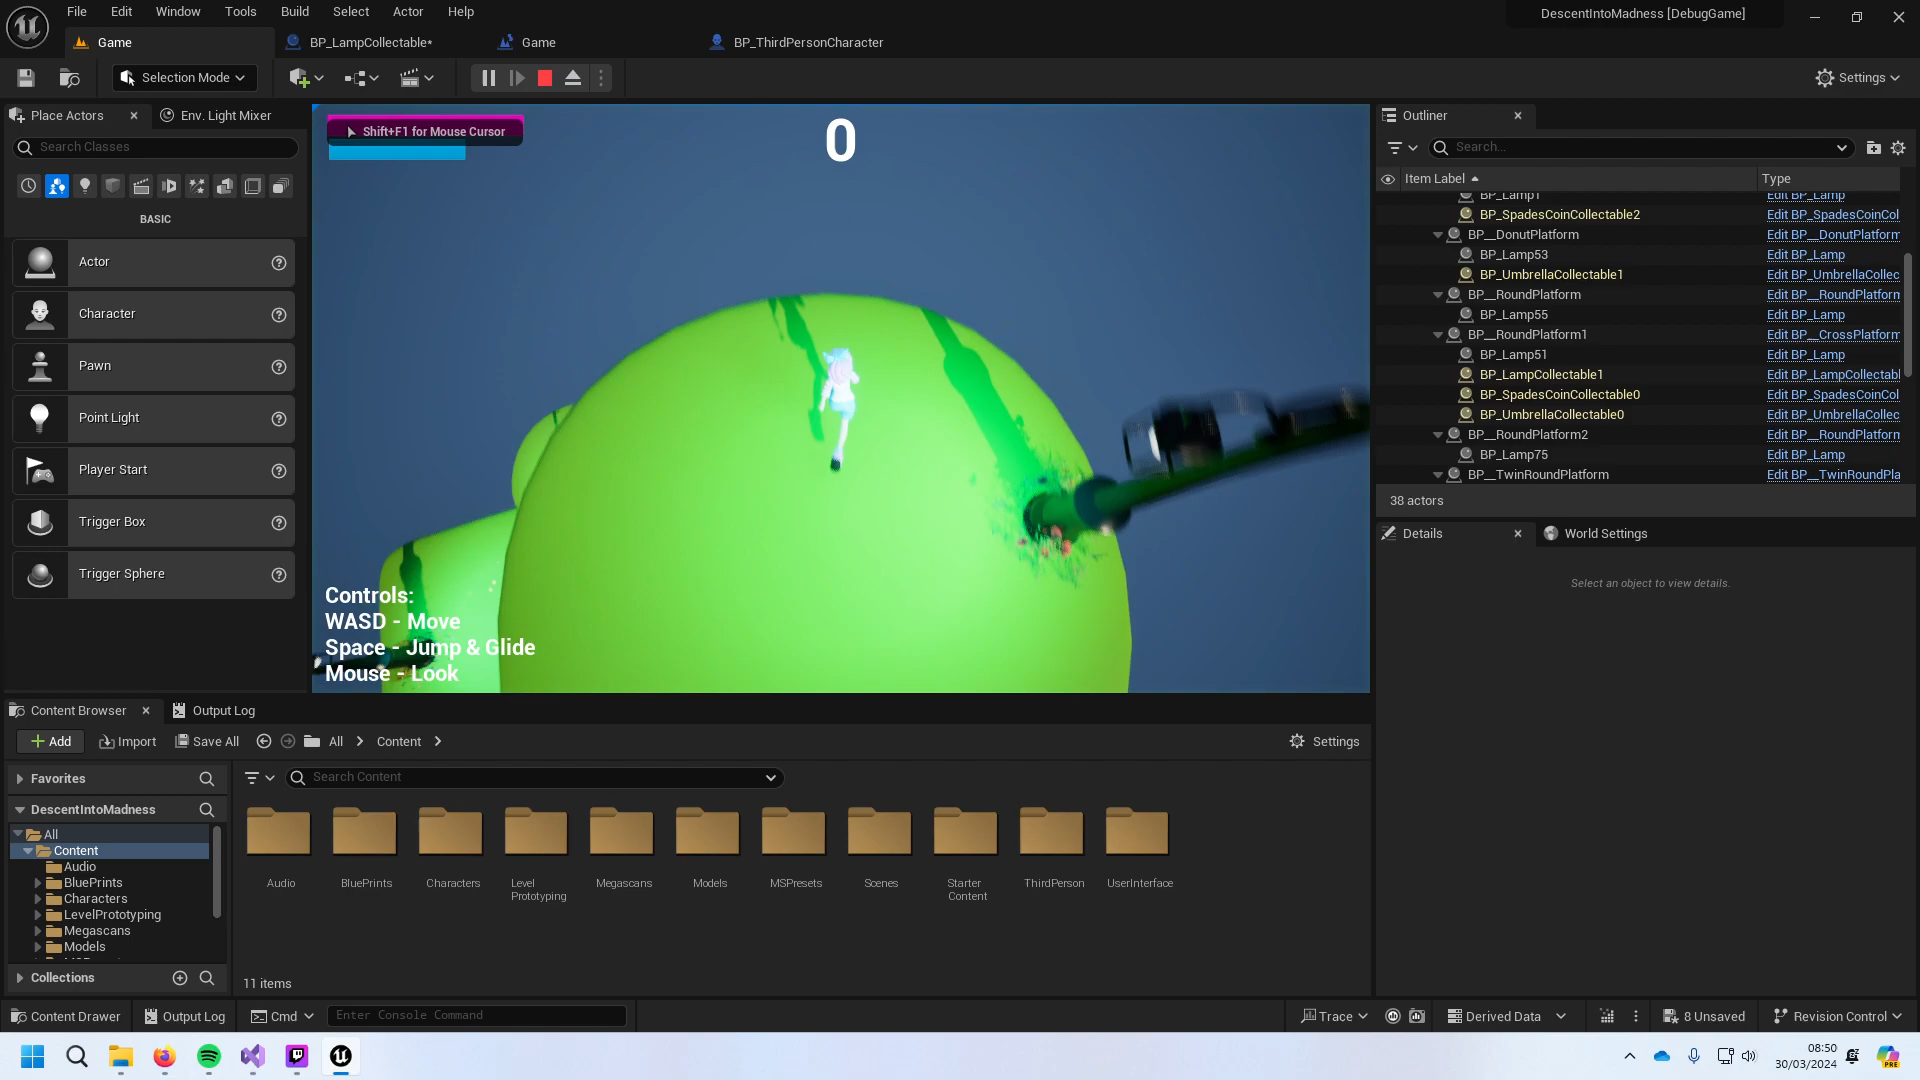 File Edit Window Tools Build Select Actor Help
DescentIntoMadness [DebugGame]
Game
BP_LampCollectable*
Game
BP_ThirdPersonCharacter
Selection Mode
Settings
Place Actors
Env. Light Mixer
Search Classes
BASIC
Actor
Character
Pawn
Point Light
Player Start
Trigger Box
Trigger Sphere
Shift+F1 for Mouse Cursor
0
Controls:
WASD - Move
Space - Jump & Glide
Mouse - Look
Outliner
Search...
Item Label Type
BP_Lamp1 Edit BP_Lamp
BP_SpadesCoinCollectable2 Edit BP_SpadesCoinCol
BP__DonutPlatform Edit BP__DonutPlatform
BP_Lamp53 Edit BP_Lamp
BP_UmbrellaCollectable1 Edit BP_UmbrellaCollec
BP__RoundPlatform Edit BP__RoundPlatform
BP_Lamp55 Edit BP_Lamp
BP__RoundPlatform1 Edit BP__CrossPlatform
BP_Lamp51 Edit BP_Lamp
BP_LampCollectable1 Edit BP_LampCollectabl
BP_SpadesCoinCollectable0 Edit BP_SpadesCoinCol
BP_UmbrellaCollectable0 Edit BP_UmbrellaCollec
BP__RoundPlatform2 Edit BP__RoundPlatform
BP_Lamp75 Edit BP_Lamp
BP__TwinRoundPlatform Edit BP__TwinRoundPla
38 actors
Details
World Settings
Select an object to view details.
Content Browser
Output Log
Add Import Save All All Content
Settings
Favorites
Search Content
DescentIntoMadness
All
Content
Audio
BluePrints
Characters
LevelPrototyping
Megascans
Models
Collections
Audio
BluePrints
Characters
Level
Prototyping
Megascans
Models
MSPresets
Scenes
Starter
Content
ThirdPerson
UserInterface
11 items
Content Drawer Output Log Cmd Enter Console Command
Trace Derived Data 8 Unsaved Revision Control
08:50
30/03/2024
PRE